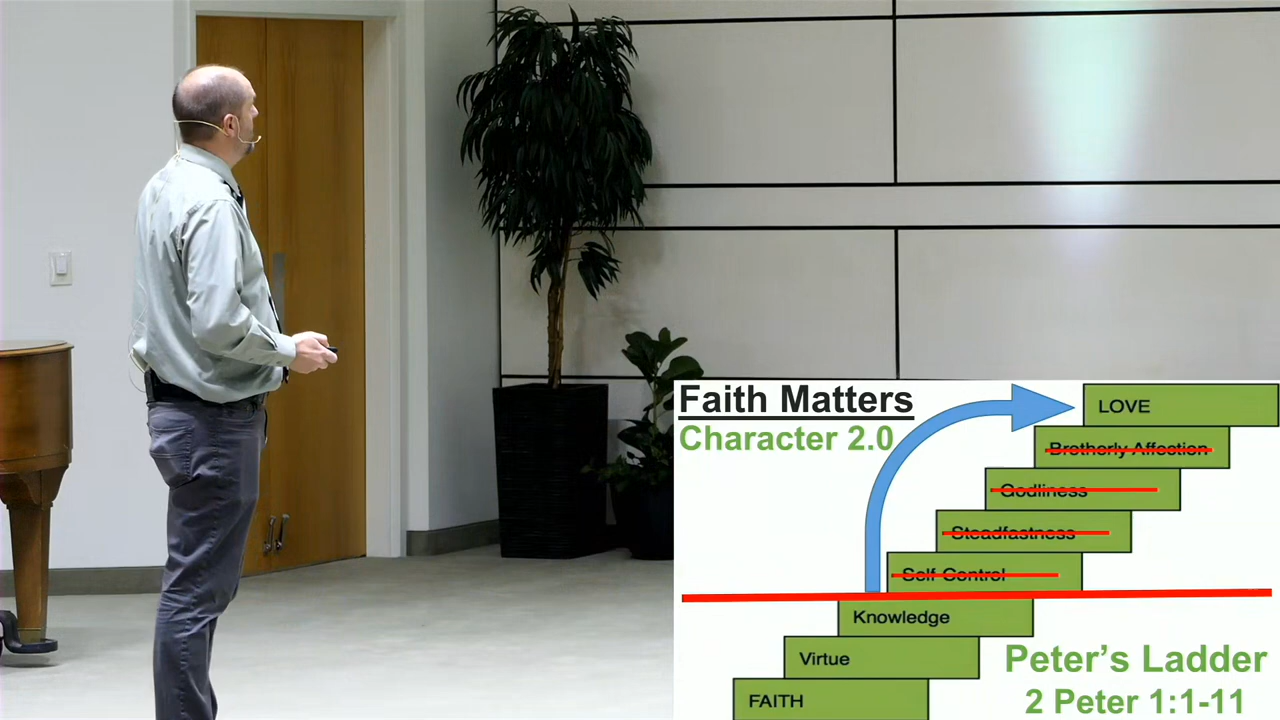 Faith Matters
Character 2.0
LOVE
Brotherly Affection
Godliness
Steadfastness
Self-Control
Knowledge
Virtue
FAITH
Peter's Ladder
2 Peter 1:1-11